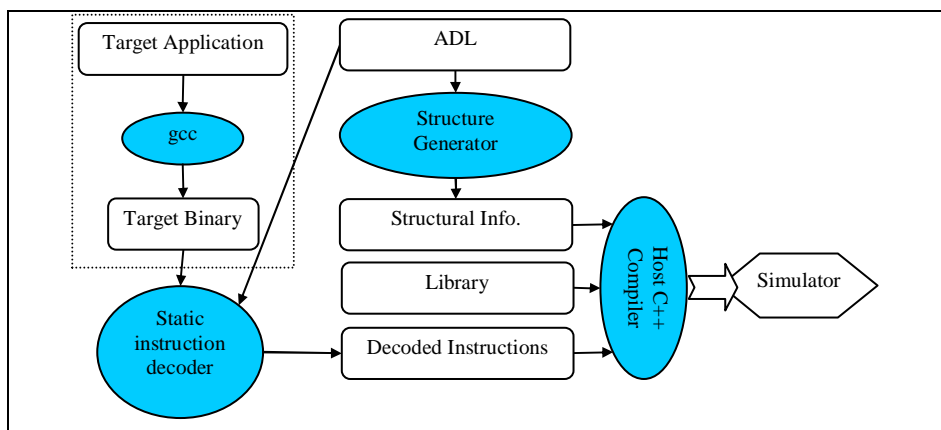 Target Application
ADL
gcc
Structure
Generator
Target Binary
Structural Info.
Library
Host C++
Compiler
Simulator
Static
instruction
decoder
Decoded Instructions